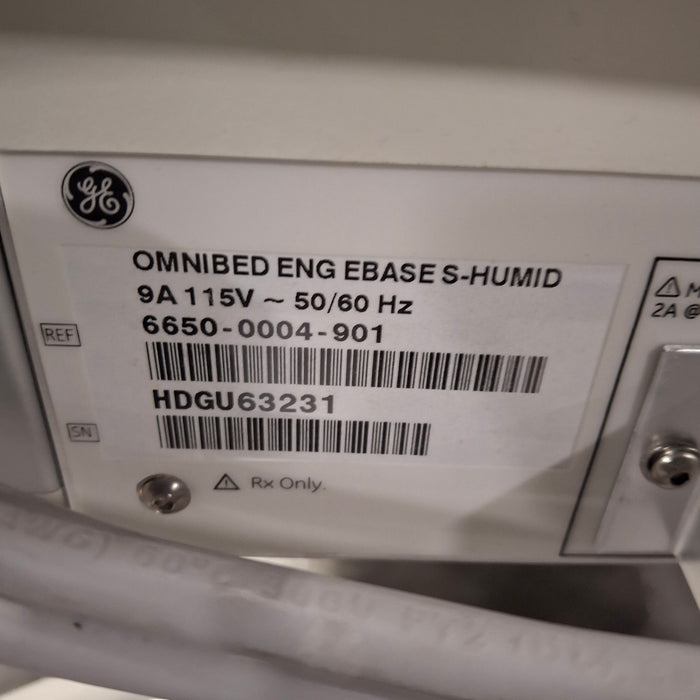 GE
OMNIBED ENG EBASE S-HUMID
9A 115V ~ 50/60 Hz
REF 6650-0004-901
HDGU63231
SN
⚠ Rx Only.
⚠ M
2A @